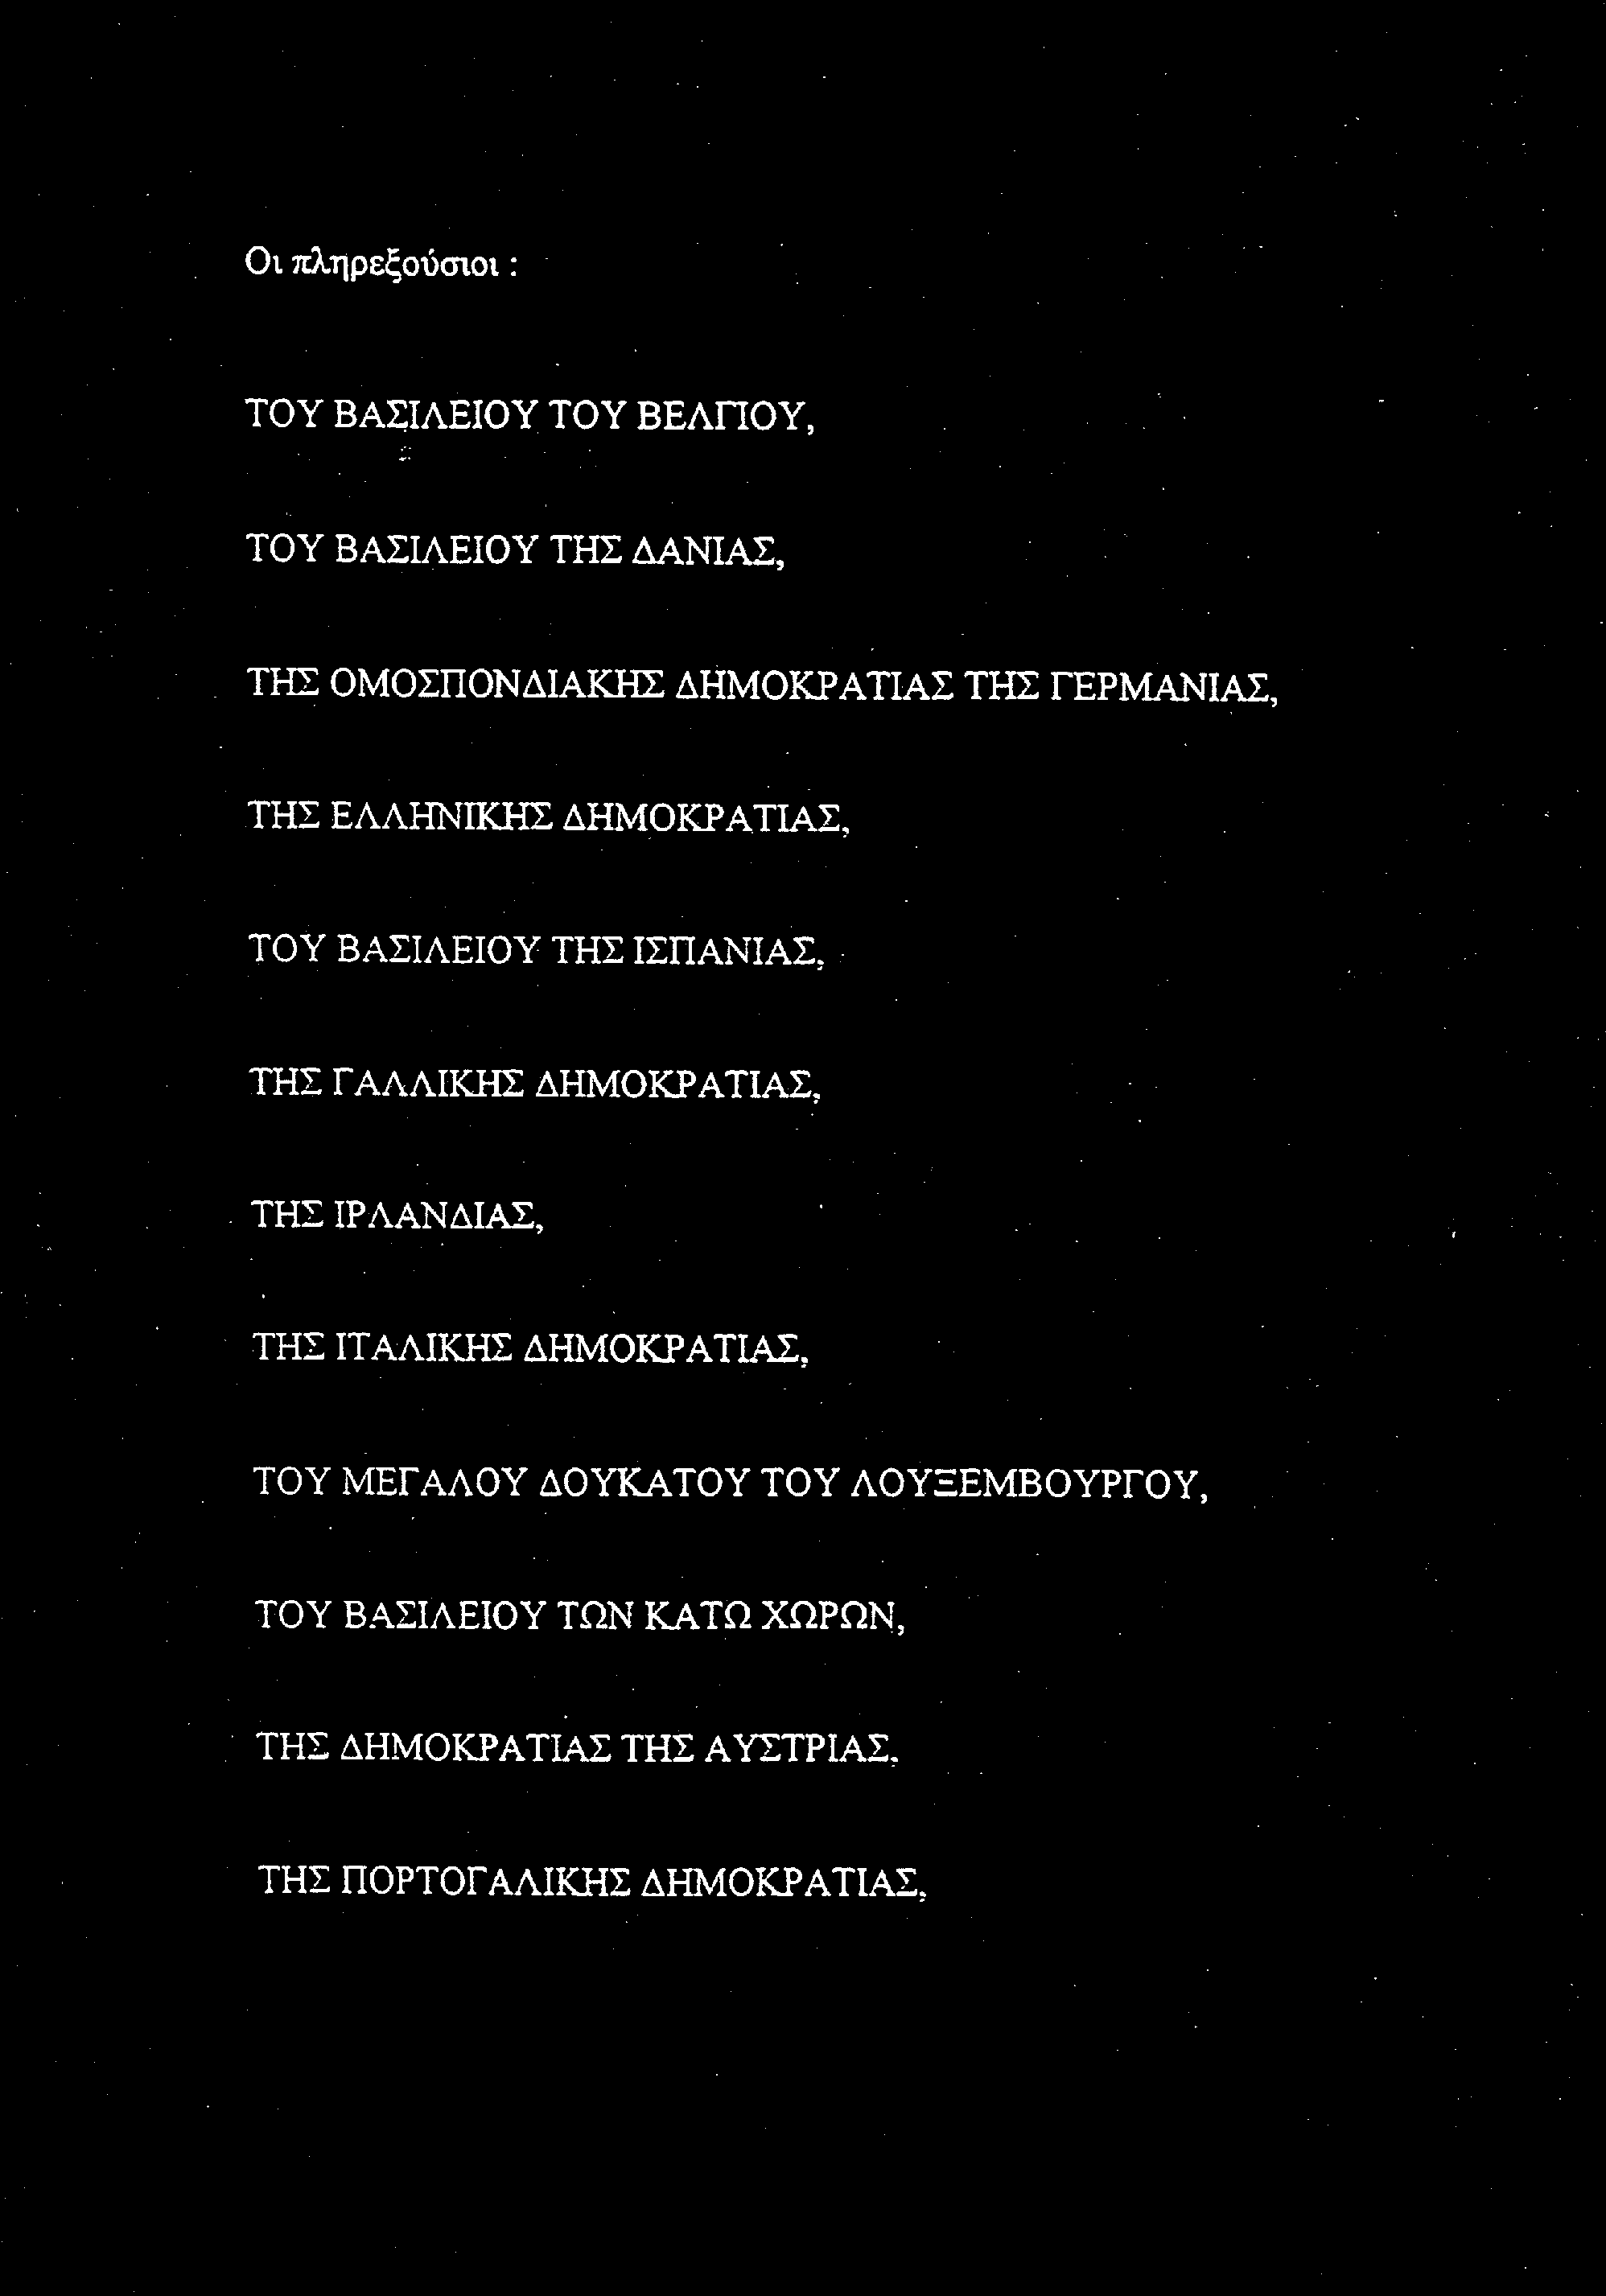 Οι πληρεξούσιοι :
ΤΟΥ ΒΑΣΙΛΕΙΟΥ ΤΟΥ ΒΕΛΓΙΟΥ,
ΤΟΥ ΒΑΣΙΛΕΙΟΥ ΤΗΣ ΔΑΝΙΑΣ,
ΤΗΣ ΟΜΟΣΠΟΝΔΙΑΚΗΣ ΔΗΜΟΚΡΑΤΙΑΣ ΤΗΣ ΓΕΡΜΑΝΙΑΣ,
ΤΗΣ ΕΛΛΗΝΙΚΗΣ ΔΗΜΟΚΡΑΤΙΑΣ,
ΤΟΥ ΒΑΣΙΛΕΙΟΥ ΤΗΣ ΙΣΠΑΝΙΑΣ,
ΤΗΣ ΓΑΛΛΙΚΗΣ ΔΗΜΟΚΡΑΤΙΑΣ,
ΤΗΣ ΙΡΛΑΝΔΙΑΣ,
ΤΗΣ ΙΤΑΛΙΚΗΣ ΔΗΜΟΚΡΑΤΙΑΣ,
ΤΟΥ ΜΕΓΑΛΟΥ ΔΟΥΚΑΤΟΥ ΤΟΥ ΛΟΥΞΕΜΒΟΥΡΓΟΥ,
ΤΟΥ ΒΑΣΙΛΕΙΟΥ ΤΩΝ ΚΑΤΩ ΧΩΡΩΝ,
ΤΗΣ ΔΗΜΟΚΡΑΤΙΑΣ ΤΗΣ ΑΥΣΤΡΙΑΣ,
ΤΗΣ ΠΟΡΤΟΓΑΛΙΚΗΣ ΔΗΜΟΚΡΑΤΙΑΣ,